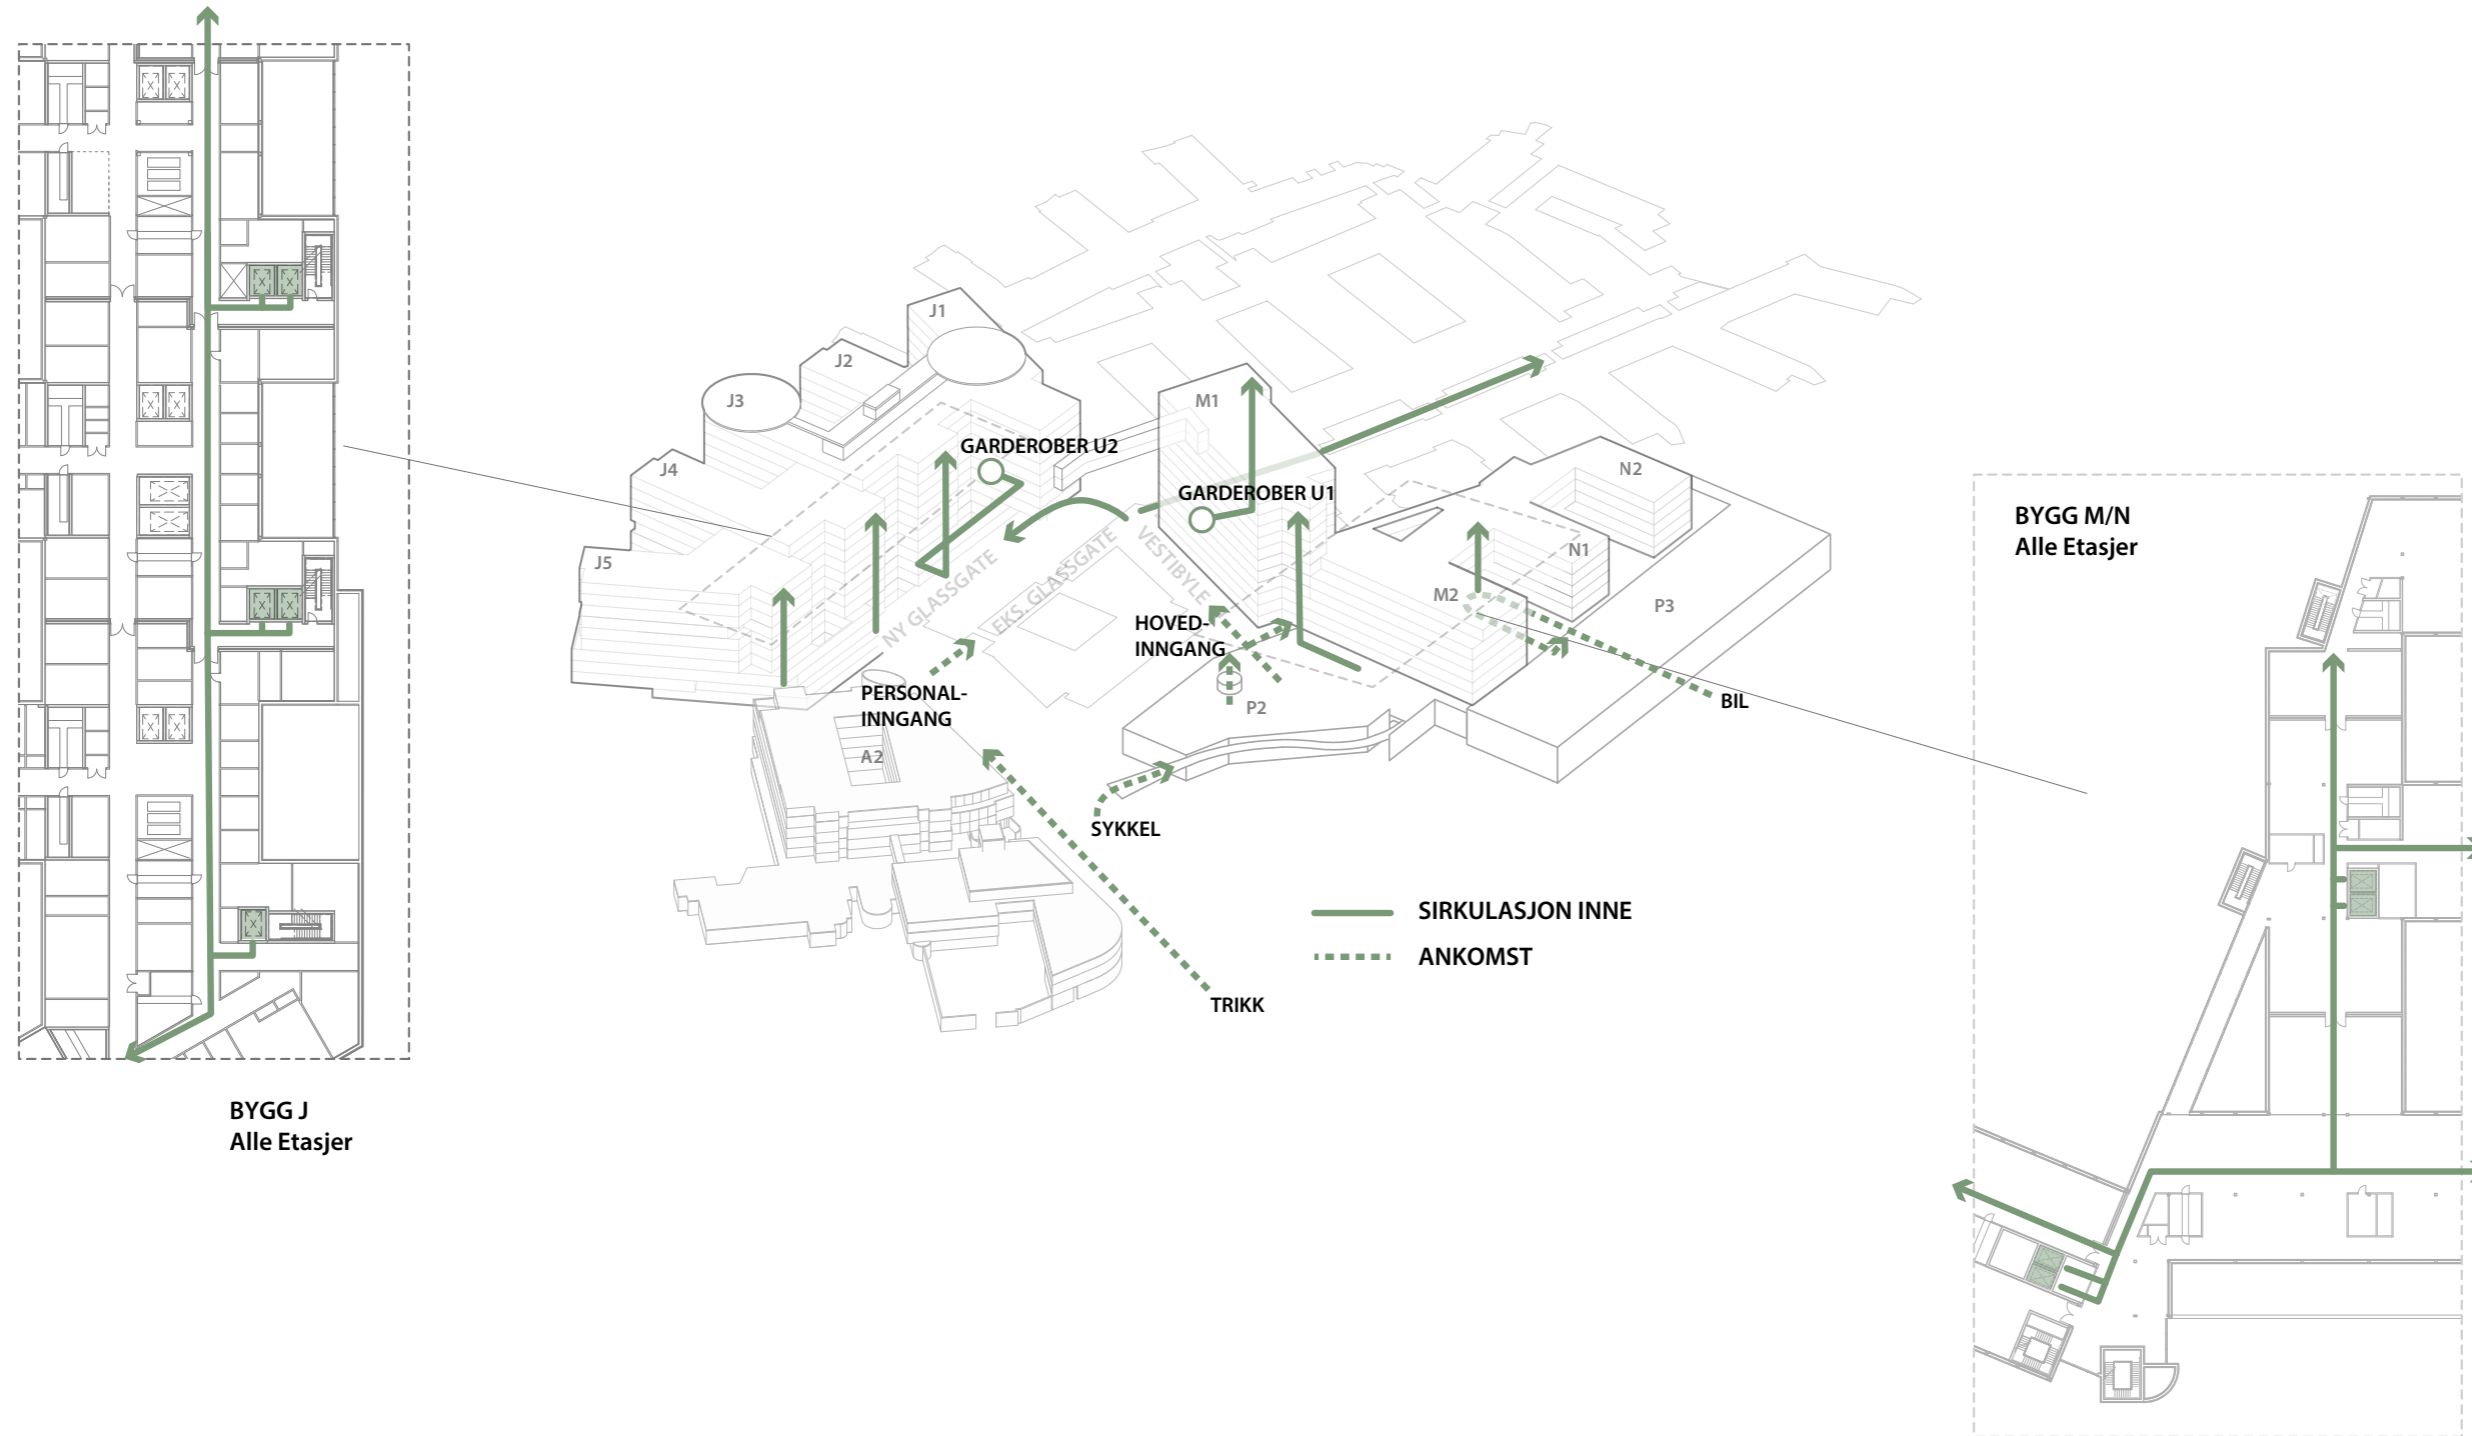 J1
J2
J3
J4
J5
M1
GARDEROBER U2
GARDEROBER U1
N2
N1
M2
P3
NY GLASSGATE
EKS. GLASSGATE
VESTIBYLE
HOVED-
INNGANG
PERSONAL-
INNGANG
P2
A2
BIL
SYKKEL
TRIKK
SIRKULASJON INNE
ANKOMST
BYGG J
Alle Etasjer
BYGG M/N
Alle Etasjer